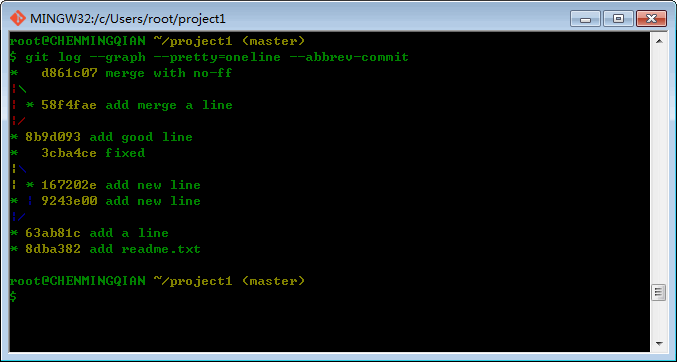 MINGW32:/c/Users/root/project1
root@CHENMINGQIAN ~/project1 (master)
$ git log --graph --pretty=oneline --abbrev-commit
*   d861c07 merge with no-ff
|\
| * 58f4fae add merge a line
|/
* 8b9d093 add good line
*   3cba4ce fixed
|\
| * 167202e add new line
* | 9243e00 add new line
|/
* 63ab81c add a line
* 8dba382 add readme.txt
root@CHENMINGQIAN ~/project1 (master)
$